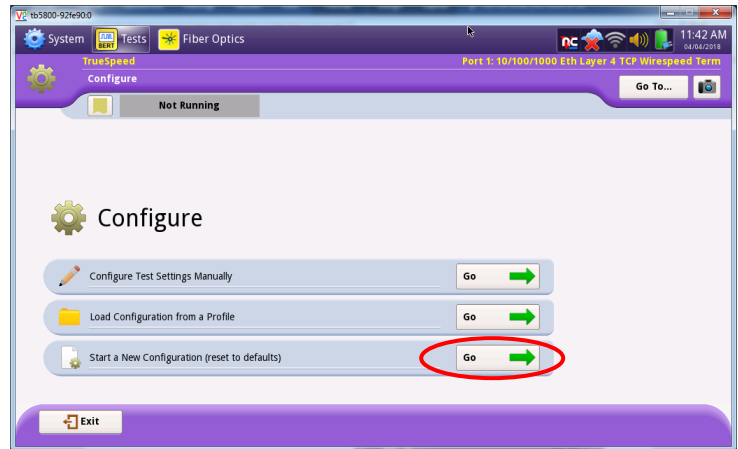 tb5800-92fe90:0
System Tests Fiber Optics
BERT
11:42 AM
04/04/2018
TrueSpeed
Port 1: 10/100/1000 Eth Layer 4 TCP Wirespeed Term
Configure
Go To...
Not Running
Configure
Configure Test Settings Manually
Go
Load Configuration from a Profile
Go
Start a New Configuration (reset to defaults)
Go
Exit